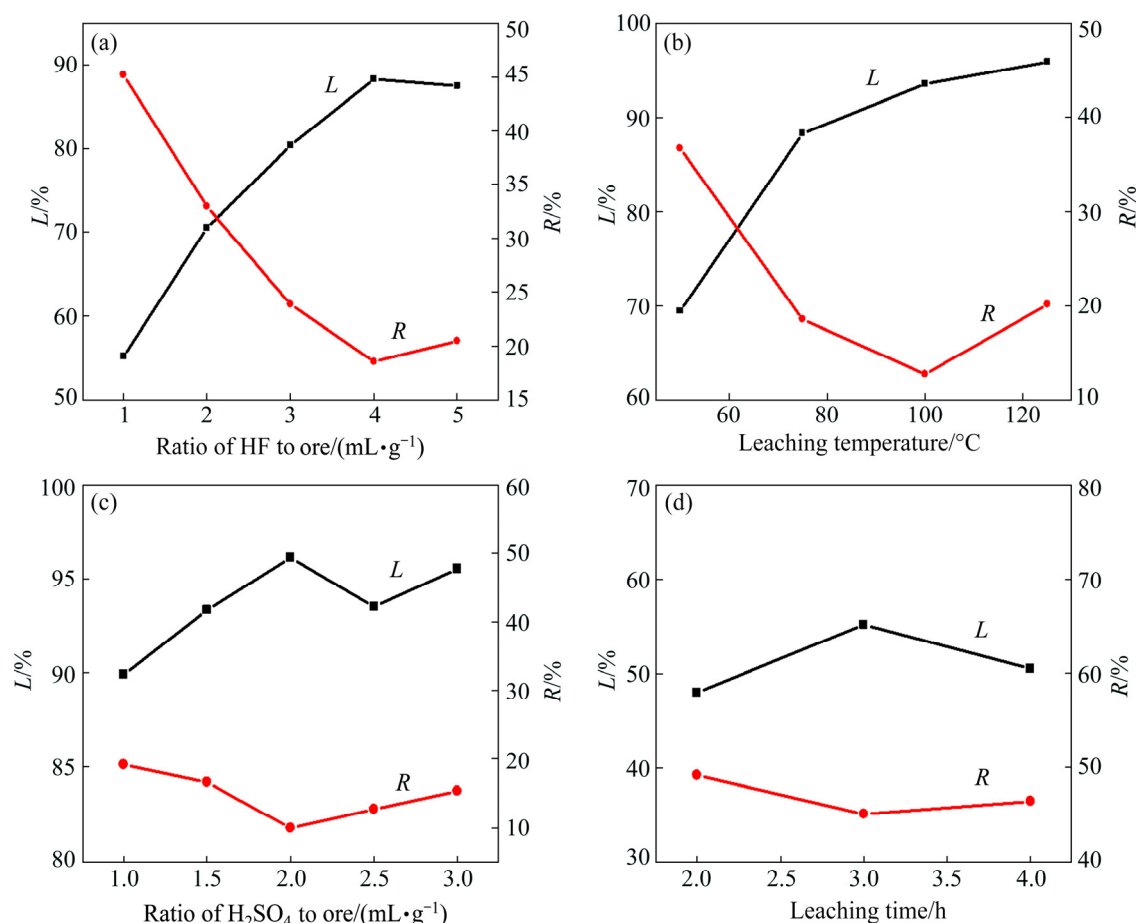 (a)
L
R
L/%
R/%
90
80
70
60
50
50
45
40
35
30
25
20
15
1 2 3 4 5
Ratio of HF to ore/(mL·g⁻¹)
(b)
L
R
L/%
R/%
100
90
80
70
60
50
40
30
20
10
60 80 100 120
Leaching temperature/°C
(c)
L
R
L/%
R/%
100
95
90
85
80
60
50
40
30
20
10
1.0 1.5 2.0 2.5 3.0
Ratio of H₂SO₄ to ore/(mL·g⁻¹)
(d)
L
R
L/%
R/%
70
60
50
40
30
80
70
60
50
40
2.0 2.5 3.0 3.5 4.0
Leaching time/h